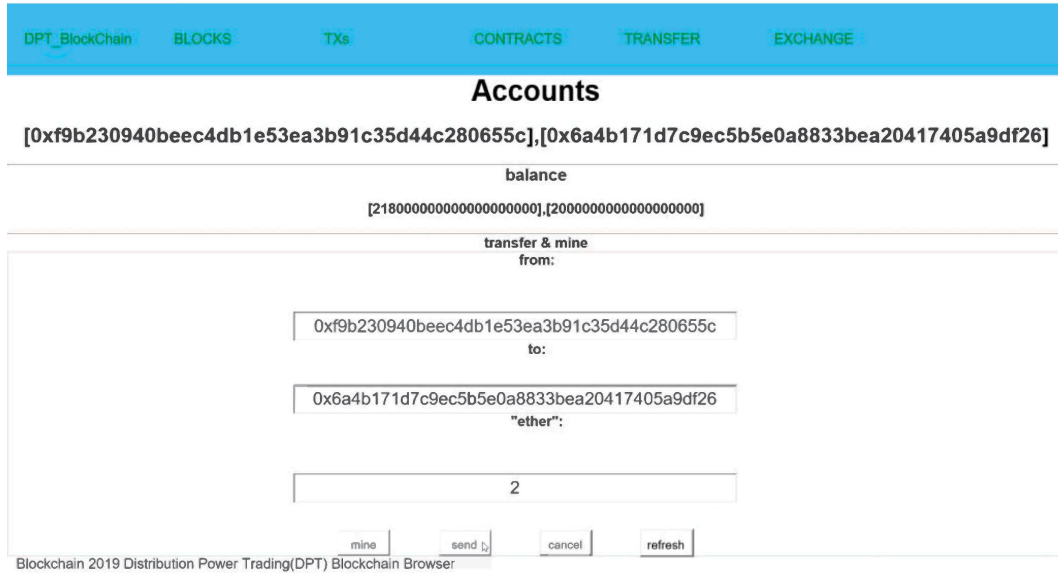 DPT_BlockChain BLOCKS TXs CONTRACTS TRANSFER EXCHANGE
Accounts
[0xf9b230940beec4db1e53ea3b91c35d44c280655c],[0x6a4b171d7c9ec5b5e0a8833bea20417405a9df26]
balance
[218000000000000000000],[2000000000000000000]
transfer & mine
from:
0xf9b230940beec4db1e53ea3b91c35d44c280655c
to:
0x6a4b171d7c9ec5b5e0a8833bea20417405a9df26
"ether":
2
mine send cancel refresh
Blockchain 2019 Distribution Power Trading(DPT) Blockchain Browser